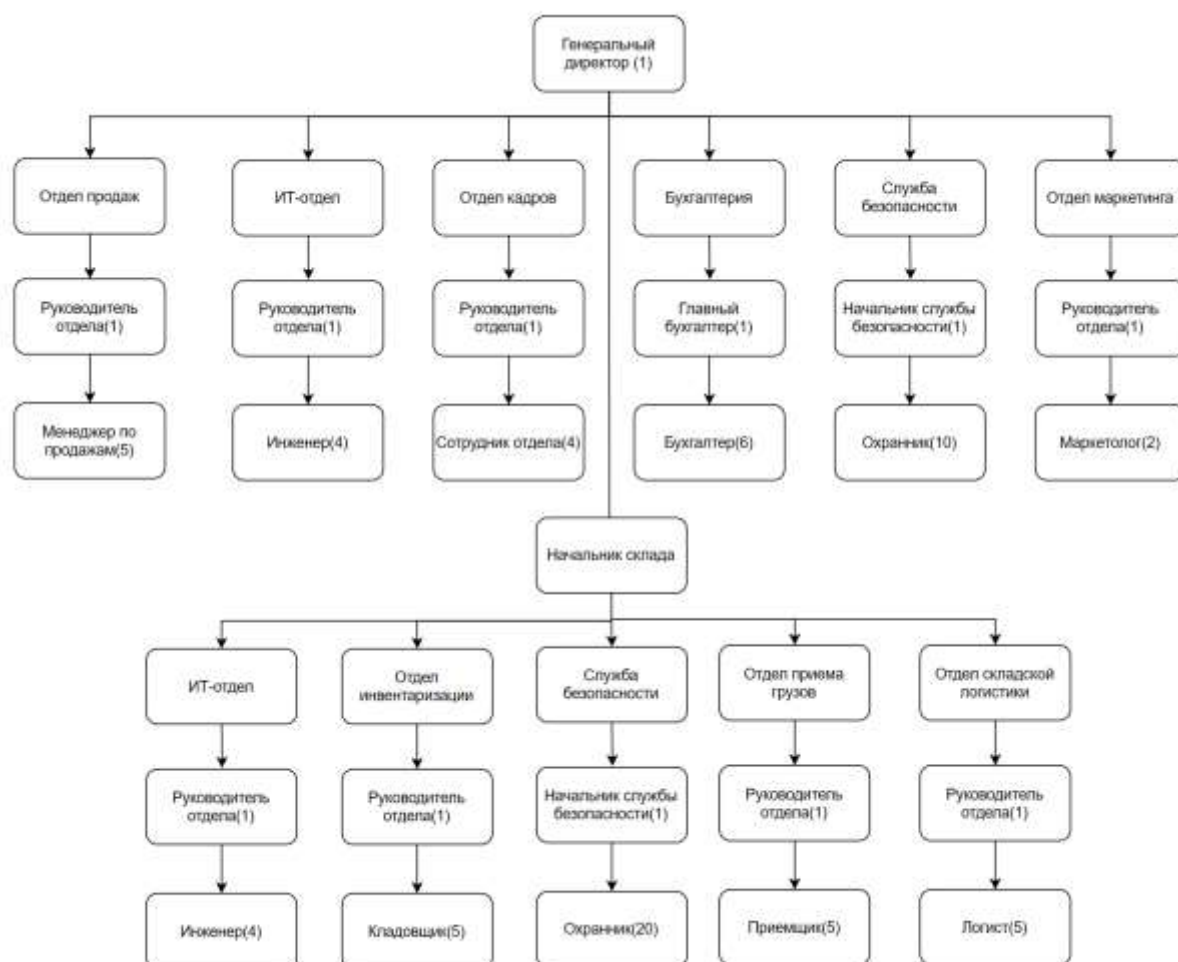 Генеральный
директор (1)
Отдел продаж
ИТ-отдел
Отдел кадров
Бухгалтерия
Служба
безопасности
Отдел маркетинга
Руководитель
отдела(1)
Руководитель
отдела(1)
Руководитель
отдела(1)
Главный
бухгалтер(1)
Начальник службы
безопасности(1)
Руководитель
отдела(1)
Менеджер по
продажам(5)
Инженер(4)
Сотрудник отдела(4)
Бухгалтер(6)
Охранник(10)
Маркетолог(2)
Начальник склада
ИТ-отдел
Отдел
инвентаризации
Служба
безопасности
Отдел приема
грузов
Отдел складской
логистики
Руководитель
отдела(1)
Руководитель
отдела(1)
Начальник службы
безопасности(1)
Руководитель
отдела(1)
Руководитель
отдела(1)
Инженер(4)
Кладовщик(5)
Охранник(20)
Приемщик(5)
Логист(5)